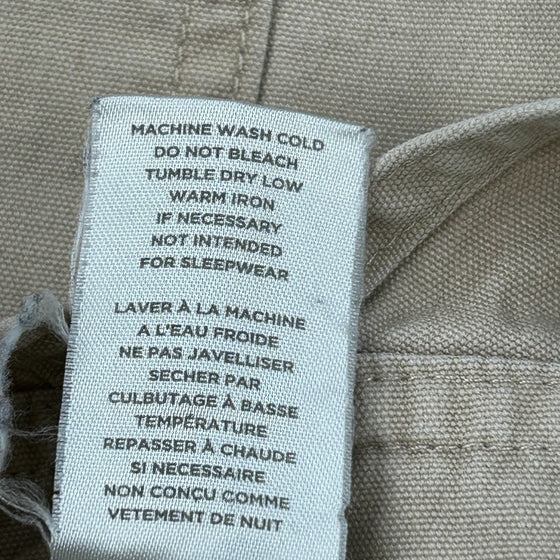 MACHINE WASH COLD
DO NOT BLEACH
TUMBLE DRY LOW
WARM IRON
IF NECESSARY
NOT INTENDED
FOR SLEEPWEAR
LAVER À LA MACHINE
A L'EAU FROIDE
NE PAS JAVELLISER
SECHER PAR
CULBUTAGE À BASSE
TEMPÉRATURE
REPASSER À CHAUDE
SI NECESSAIRE
NON CONCU COMME
VETEMENT DE NUIT